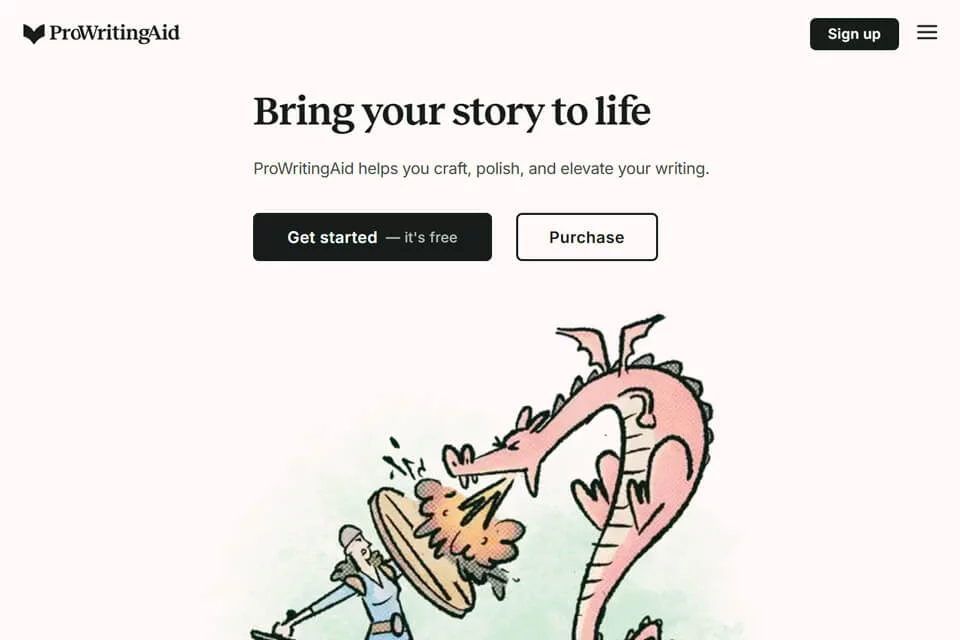 ProWritingAid
Sign up
Bring your story to life
ProWritingAid helps you craft, polish, and elevate your writing.
Get started — it's free
Purchase